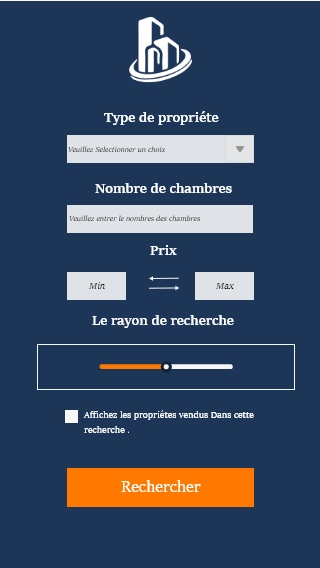 Type de propriéte
Veuillez Selectionner un choix
Nombre de chambres
Veuillez entrer le nombres des chambres
Prix
Min Max
Le rayon de recherche
Affichez les propriétes vendus Dans cette
recherche .
Rechercher